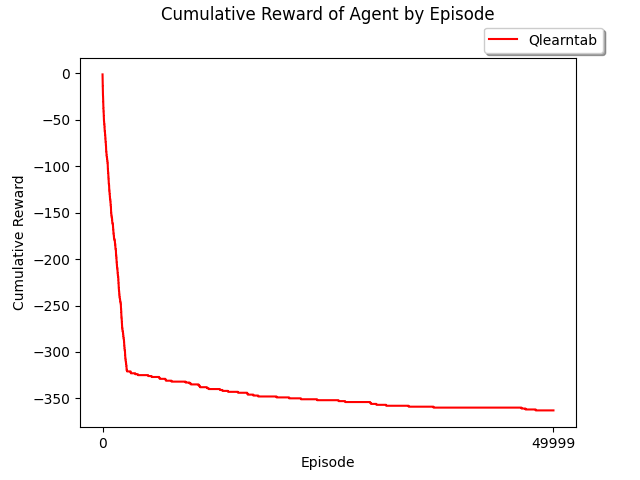 Cumulative Reward of Agent by Episode
Qlearntab
0
−50
−100
−150
−200
−250
−300
−350
Cumulative Reward
0
49999
Episode